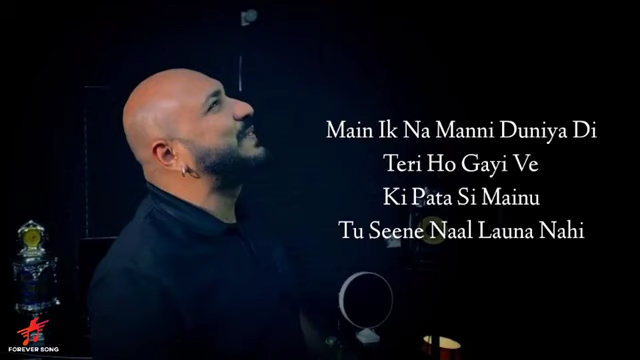 Main Ik Na Manni Duniya Di
Teri Ho Gayi Ve
Ki Pata Si Mainu
Tu Seene Naal Launa Nahi
FOREVER SONG